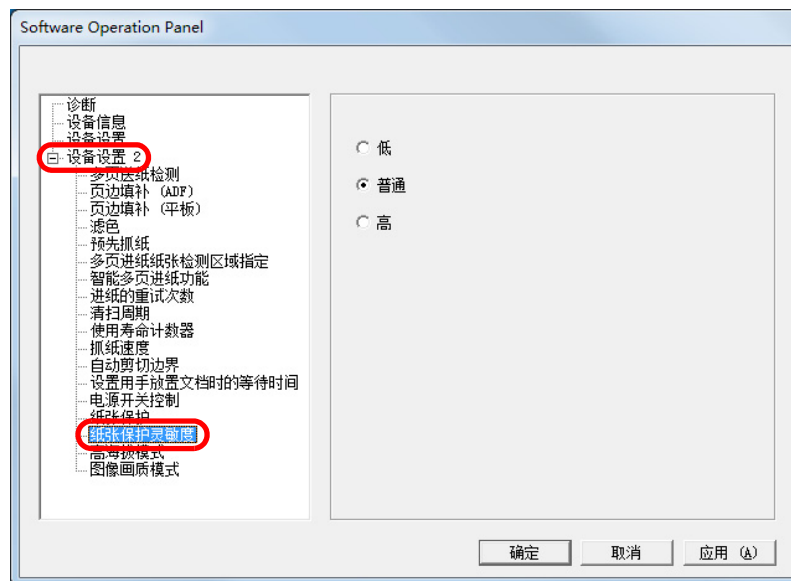 Software Operation Panel
诊断
设备信息
设备设置
设备设置 2
多页送纸检测
页边填补 (ADF)
页边填补 (平板)
滤色
预先抓纸
多页进纸纸张检测区域指定
智能多页进纸功能
进纸的重试次数
清扫周期
使用寿命计数器
抓纸速度
自动剪切边界
设置用手放置文档时的等待时间
电源开关控制
纸张保护
纸张保护灵敏度
高海拔模式
图像画质模式
低
普通
高
确定
取消
应用 (A)